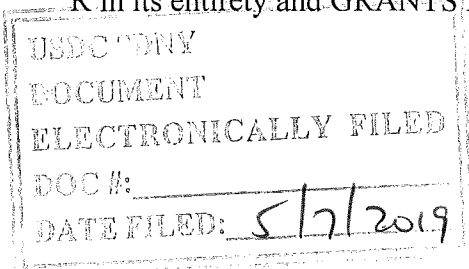 R in its entirety and GRANTS
USDC SDNY
DOCUMENT
ELECTRONICALLY FILED
DOC #:
DATE FILED: 5/7/2019